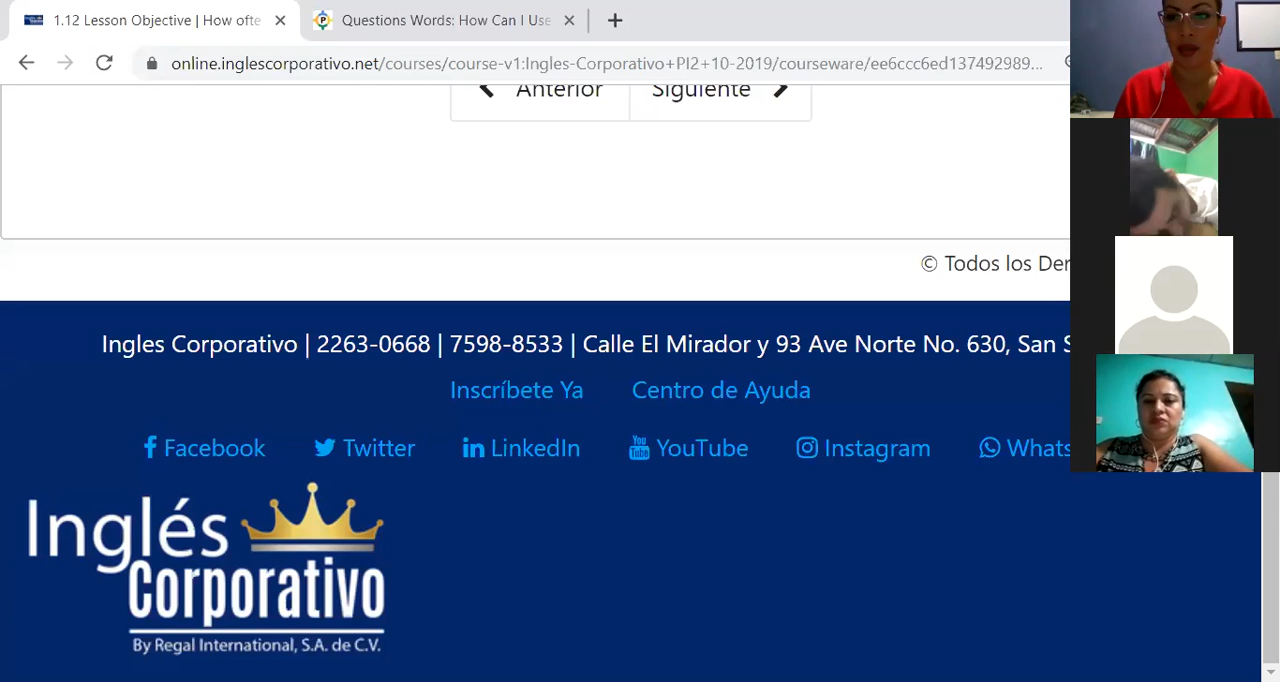 1.12 Lesson Objective | How ofte
Questions Words: How Can I Use
online.inglescorporativo.net/courses/course-v1:Ingles-Corporativo+PI2+10-2019/courseware/ee6ccc6ed137492989...
Anterior
Siguiente
© Todos los Der
Ingles Corporativo | 2263-0668 | 7598-8533 | Calle El Mirador y 93 Ave Norte No. 630, San S
Inscríbete Ya
Centro de Ayuda
Facebook
Twitter
LinkedIn
YouTube
Instagram
Whats
Inglés
Corporativo
By Regal International, S.A. de C.V.